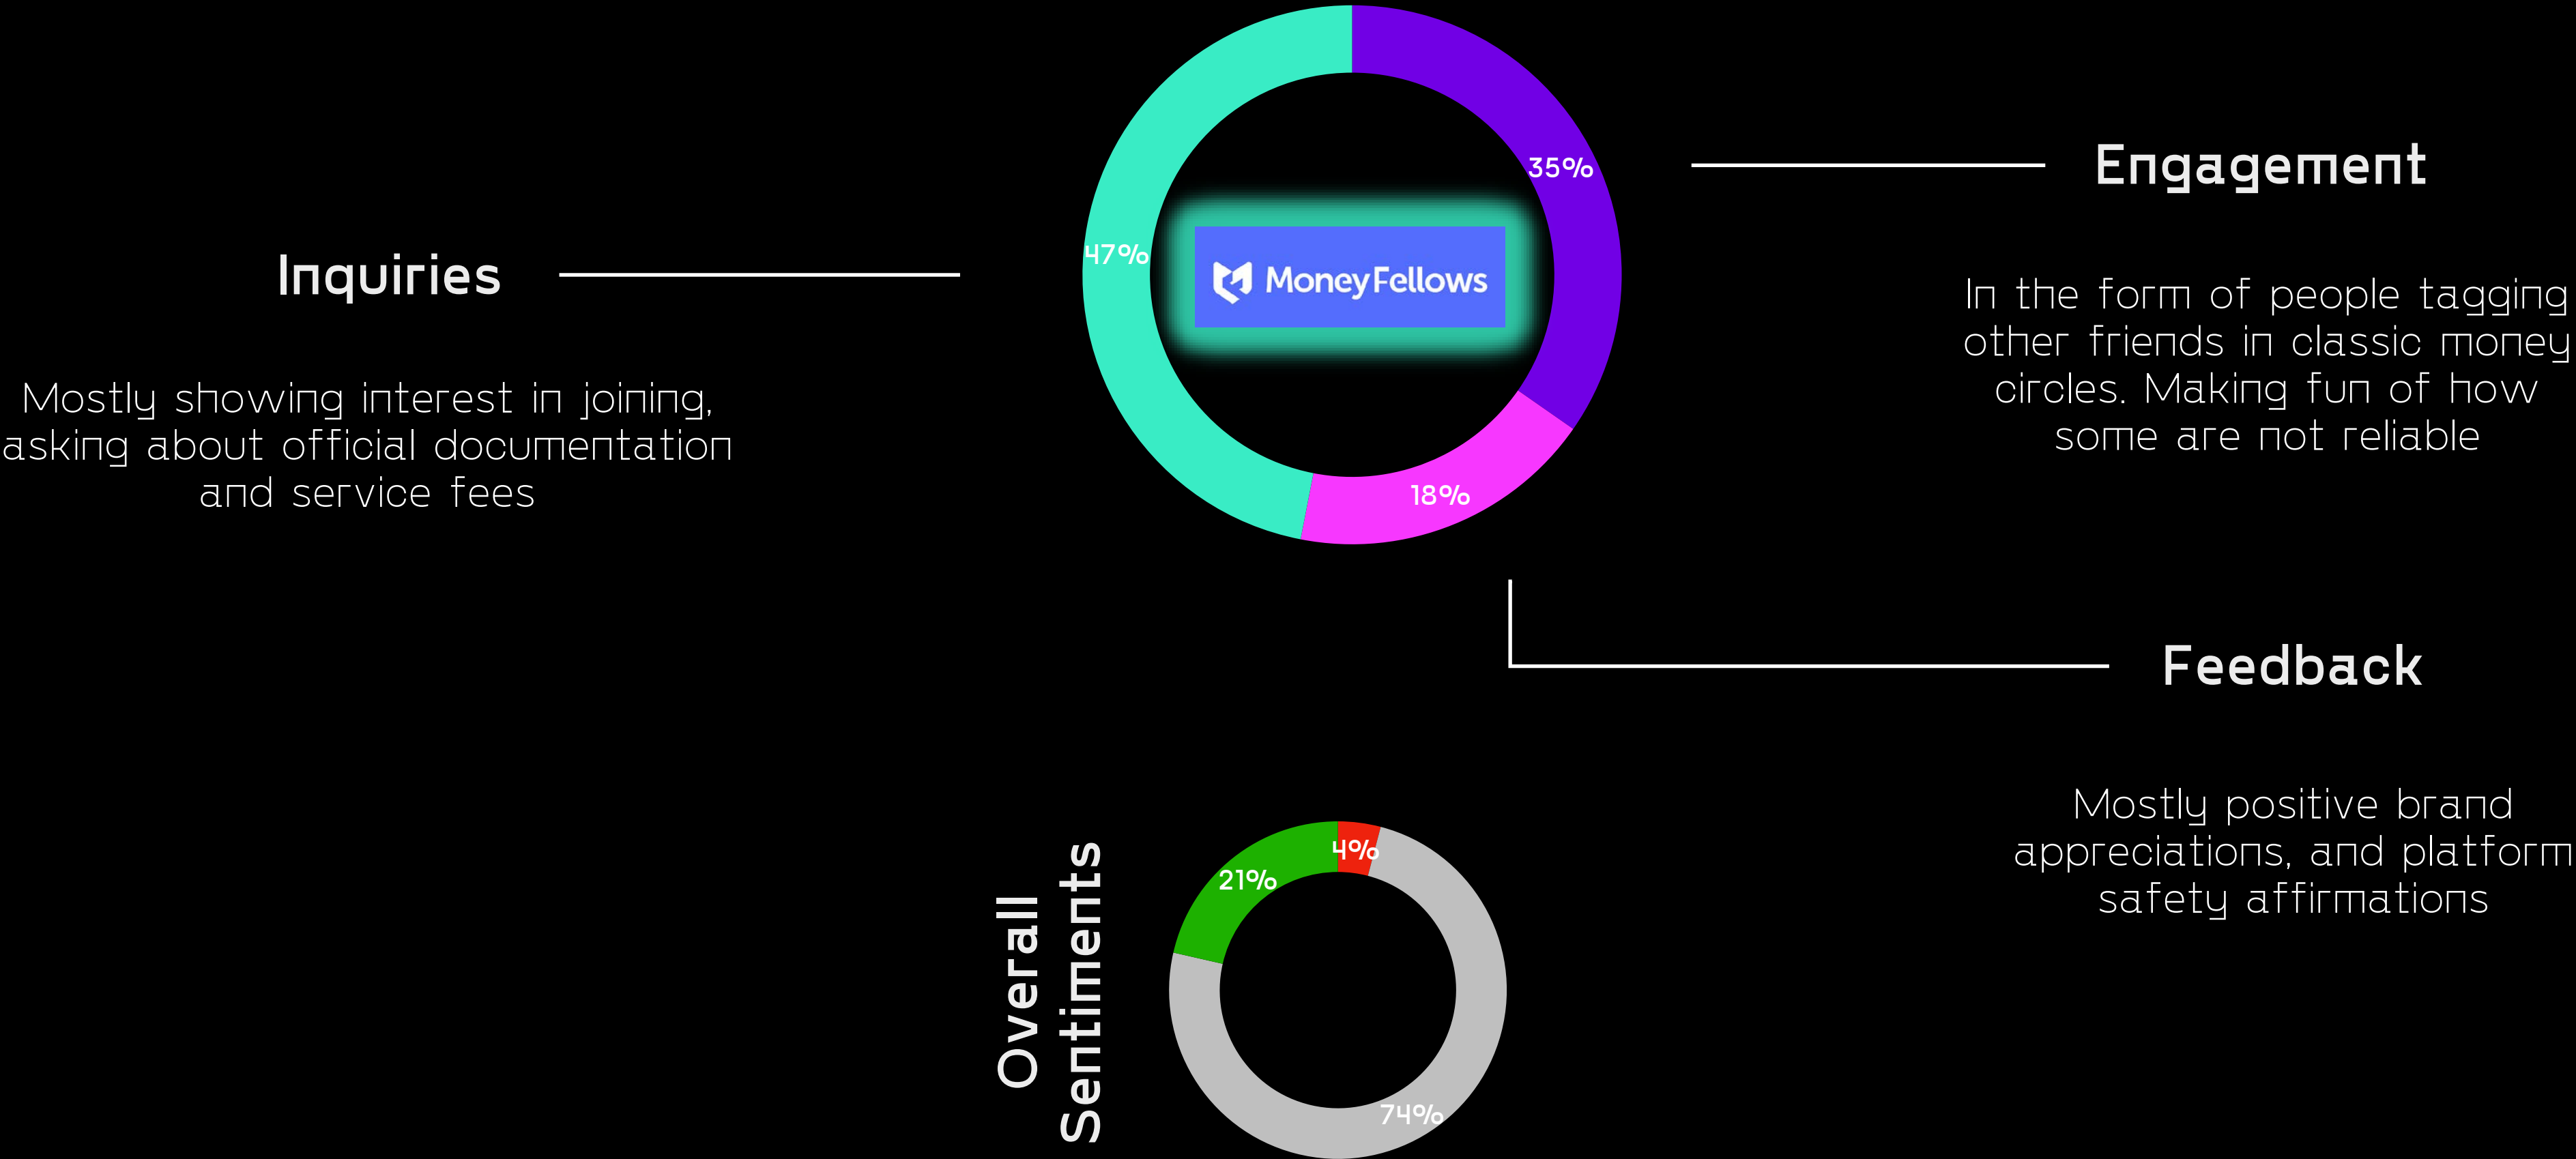 35%
Engagement
47%
Inquiries
MoneyFellows
In the form of people tagging
other friends in classic money
circles. Making fun of how
some are not reliable
Mostly showing interest in joining,
asking about official documentation
and service fees
18%
Feedback
Mostly positive brand
appreciations, and platform
safety affirmations
Overall
Sentiments
4%
21%
74%